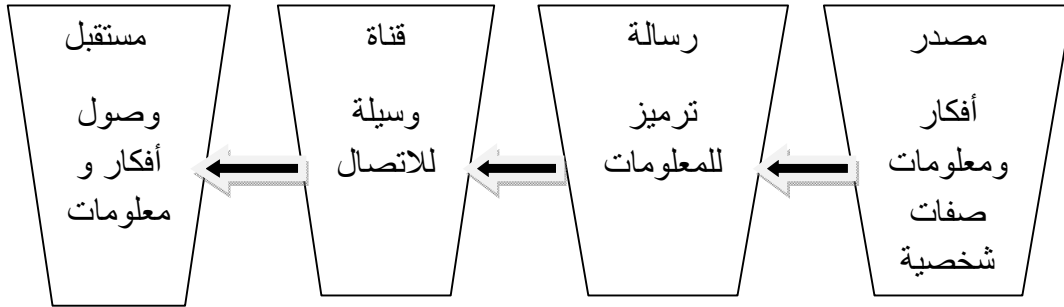 مصدر
أفكار
ومعلومات
صفات
شخصية
رسالة
ترميز
للمعلومات
قناة
وسيلة
للاتصال
مستقبل
وصول
أفكار و
معلومات